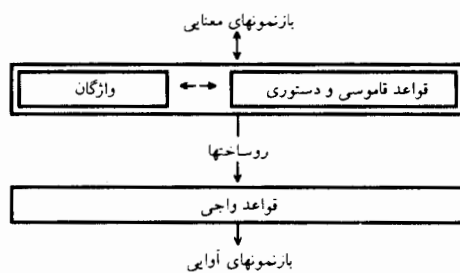 بازنمونهای معنایی
قواعد قاموسی و دستوری
واژگان
روساختها
قواعد واجی
بازنمونهای آوایی